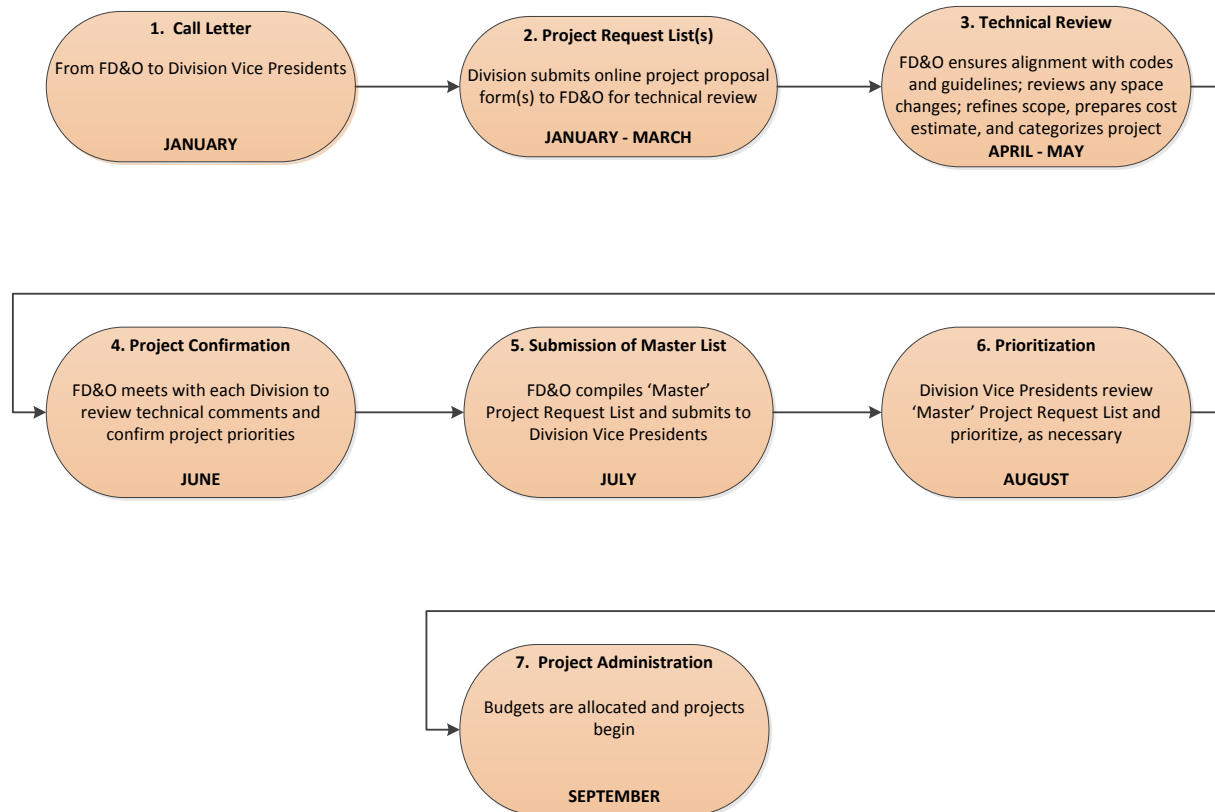 1. Call Letter
From FD&O to Division Vice Presidents
JANUARY
2. Project Request List(s)
Division submits online project proposal
form(s) to FD&O for technical review
JANUARY - MARCH
3. Technical Review
FD&O ensures alignment with codes
and guidelines; reviews any space
changes; refines scope, prepares cost
estimate, and categorizes project
APRIL - MAY
4. Project Confirmation
FD&O meets with each Division to
review technical comments and
confirm project priorities
JUNE
5. Submission of Master List
FD&O compiles ‘Master’
Project Request List and submits to
Division Vice Presidents
JULY
6. Prioritization
Division Vice Presidents review
‘Master’ Project Request List and
prioritize, as necessary
AUGUST
7. Project Administration
Budgets are allocated and projects
begin
SEPTEMBER